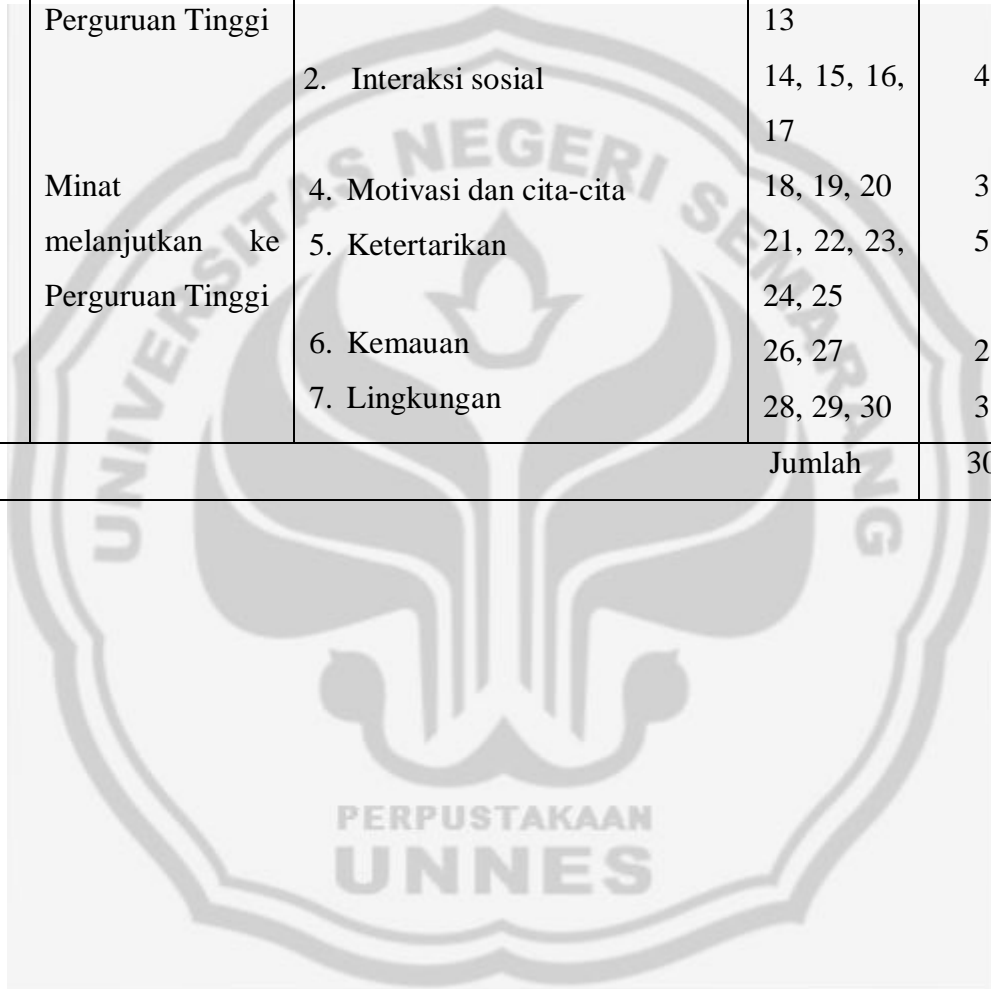 Perguruan Tinggi 13
2. Interaksi sosial 14, 15, 16, 4
17
Minat 4. Motivasi dan cita-cita 18, 19, 20 3
melanjutkan ke 5. Ketertarikan 21, 22, 23, 5
Perguruan Tinggi 24, 25
6. Kemauan 26, 27 2
7. Lingkungan 28, 29, 30 3
Jumlah 30
UNIVERSITAS NEGERI SEMARANG
PERPUSTAKAAN
UNNES